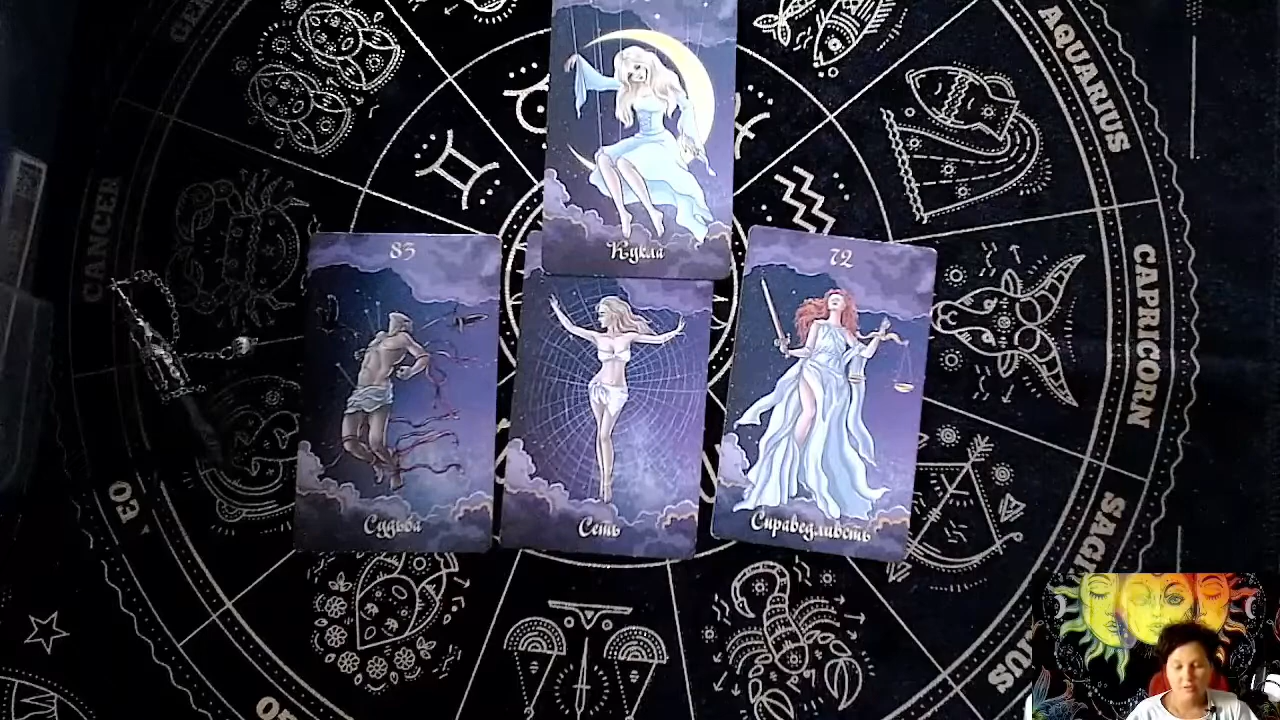 AQUARIUS
CANCER
Кукла
83
72
CAPRICORN
Судьба
Сеть
Справедливость